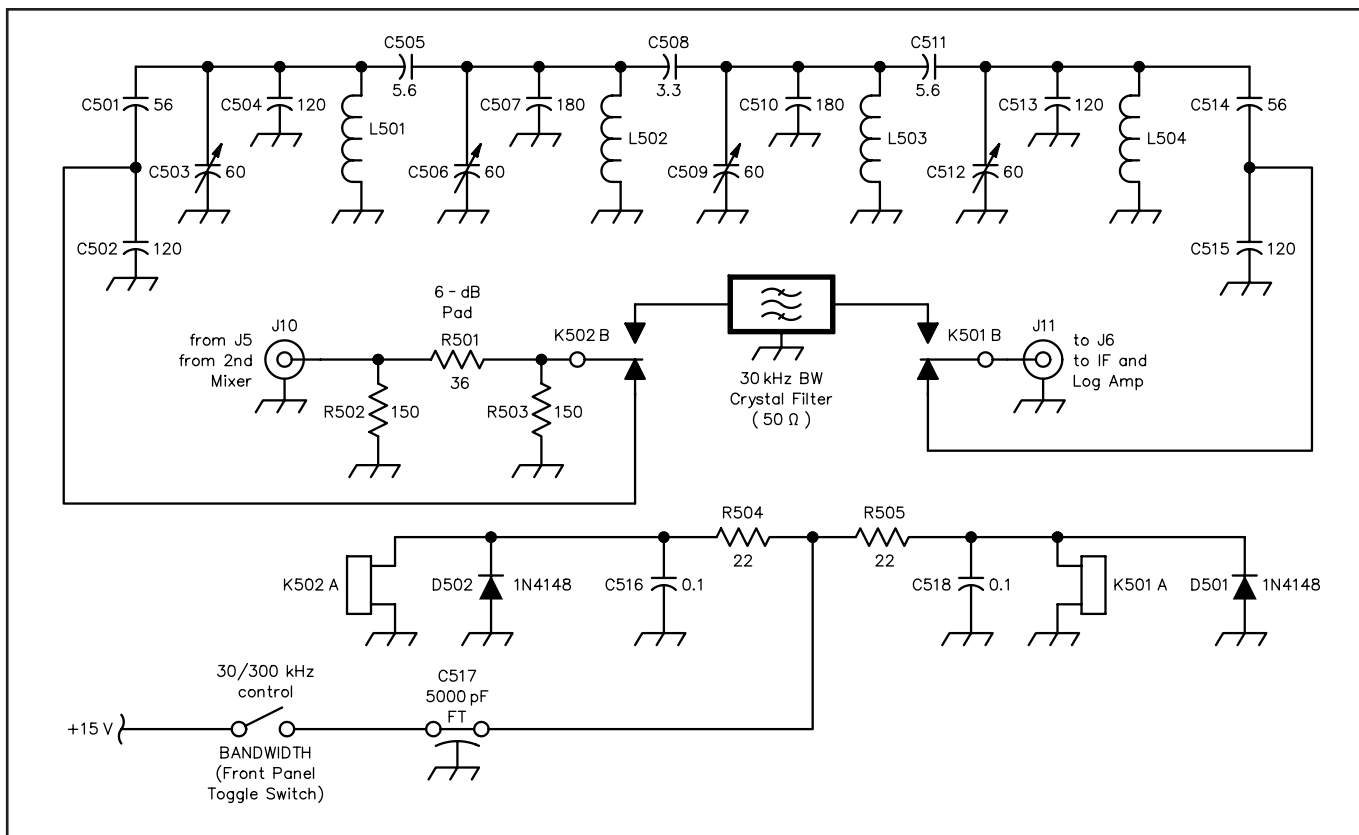 C505
5.6
C508
3.3
C511
5.6
C501
56
C504
120
C507
180
C510
180
C513
120
C514
56
L501
L502
L503
L504
C503
60
C506
60
C509
60
C512
60
C502
120
C515
120
6 - dB
Pad
R501
36
J10
from J5
from 2nd
Mixer
R502
150
R503
150
K502 B
30 kHz BW
Crystal Filter
( 50 Ω )
K501 B
J11
to J6
to IF and
Log Amp
R504
22
R505
22
K502 A
D502
1N4148
C516
0.1
C518
0.1
K501 A
D501
1N4148
30/300 kHz
control
C517
5000 pF
FT
+15 V
BANDWIDTH
(Front Panel
Toggle Switch)